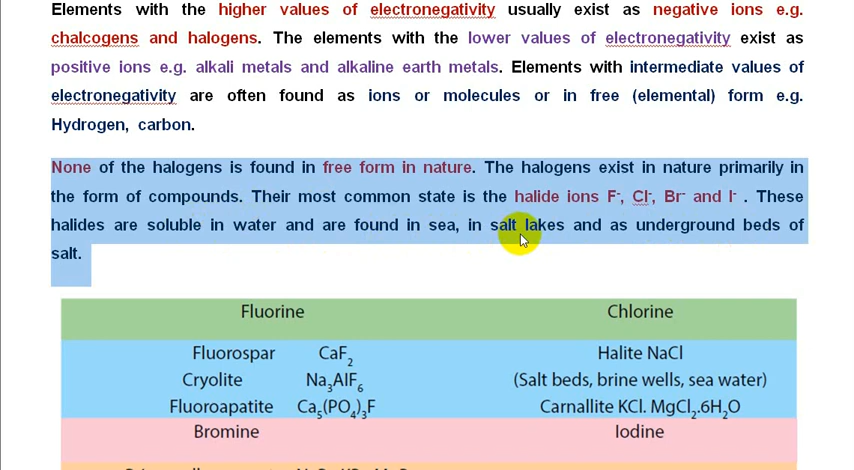 Elements with the higher values of electronegativity usually exist as negative ions e.g.
chalcogens and halogens. The elements with the lower values of electronegativity exist as
positive ions e.g. alkali metals and alkaline earth metals. Elements with intermediate values of
electronegativity are often found as ions or molecules or in free (elemental) form e.g.
Hydrogen, carbon.
None of the halogens is found in free form in nature. The halogens exist in nature primarily in
the form of compounds. Their most common state is the halide ions F⁻, Cl⁻, Br⁻ and I⁻ . These
halides are soluble in water and are found in sea, in salt lakes and as underground beds of
salt.
Fluorine Chlorine
Fluorospar CaF₂ Halite NaCl
Cryolite Na₃AlF₆ (Salt beds, brine wells, sea water)
Fluoroapatite Ca₅(PO₄)₃F Carnallite KCl. MgCl₂.6H₂O
Bromine Iodine